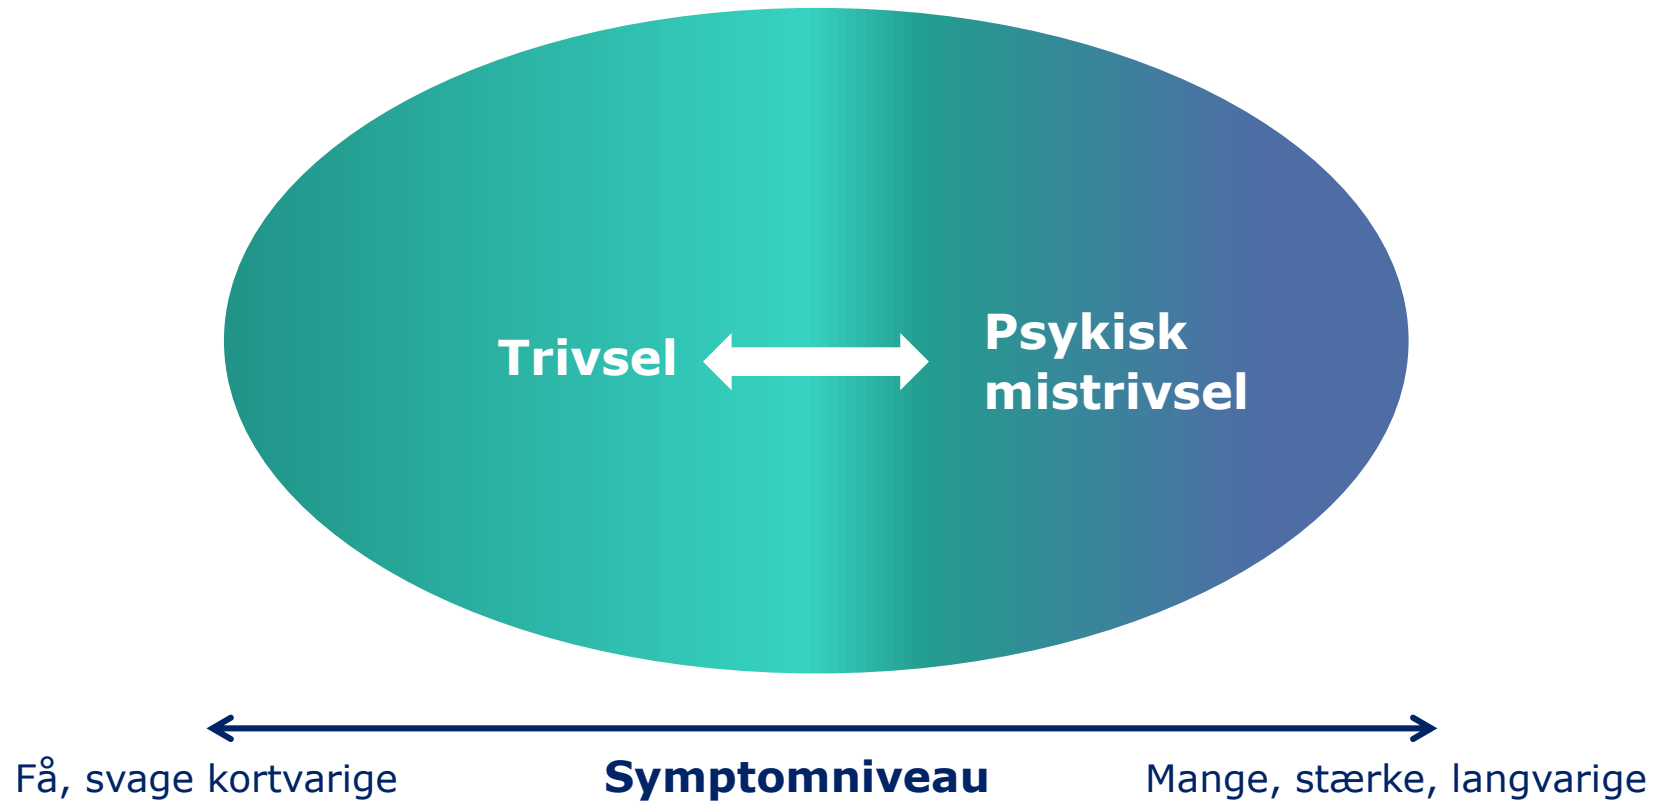 Trivsel
Psykisk
mistrivsel
Få, svage kortvarige
Symptomniveau
Mange, stærke, langvarige